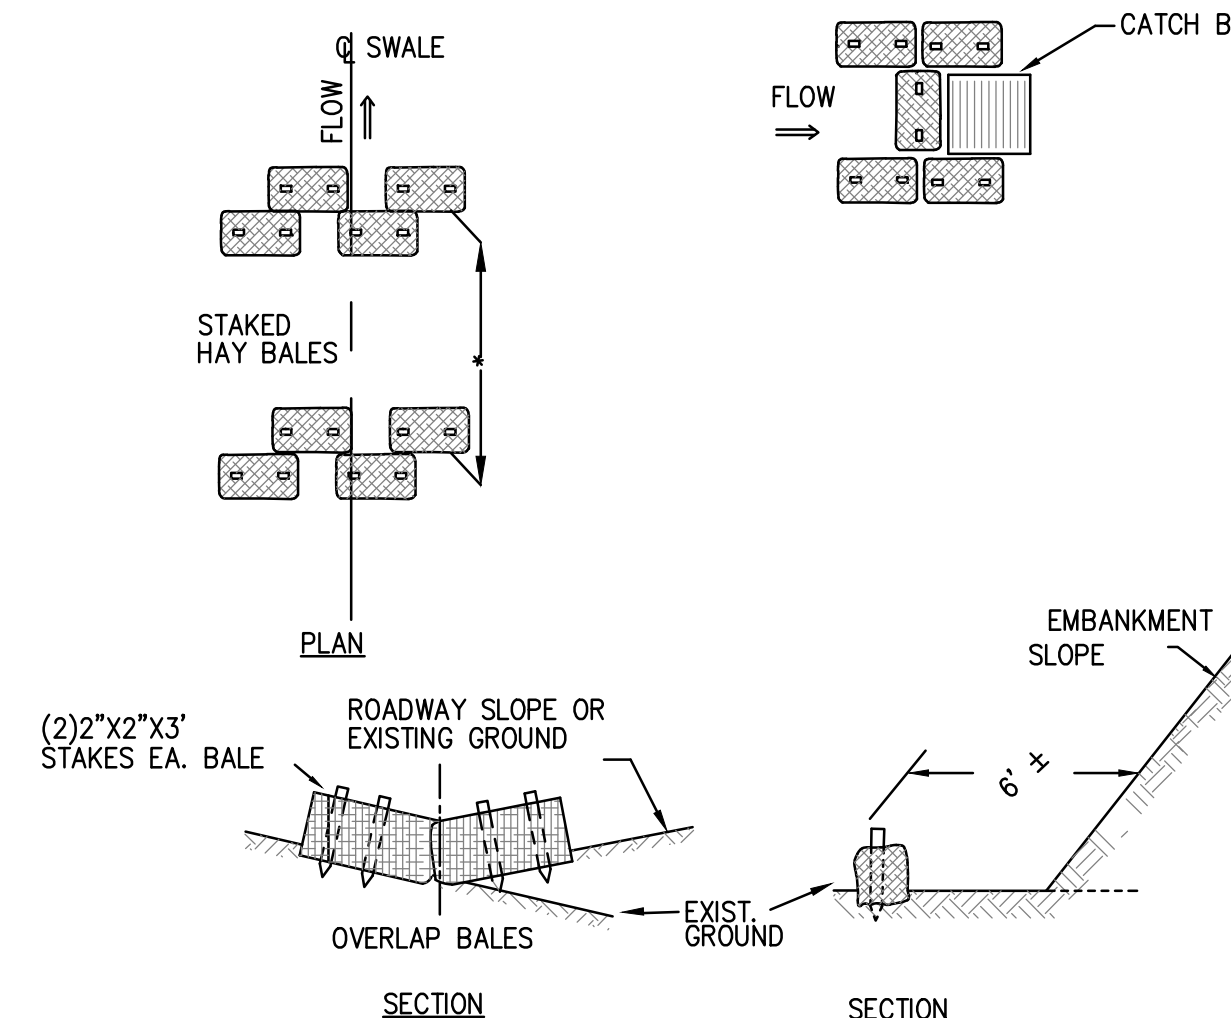 ℄ SWALE
FLOW
STAKED
HAY BALES
*
PLAN
FLOW
CATCH B
(2)2"X2"X3'
STAKES EA. BALE
ROADWAY SLOPE OR
EXISTING GROUND
OVERLAP BALES
EXIST.
GROUND
SECTION
EMBANKMENT
SLOPE
6' ±
SECTION